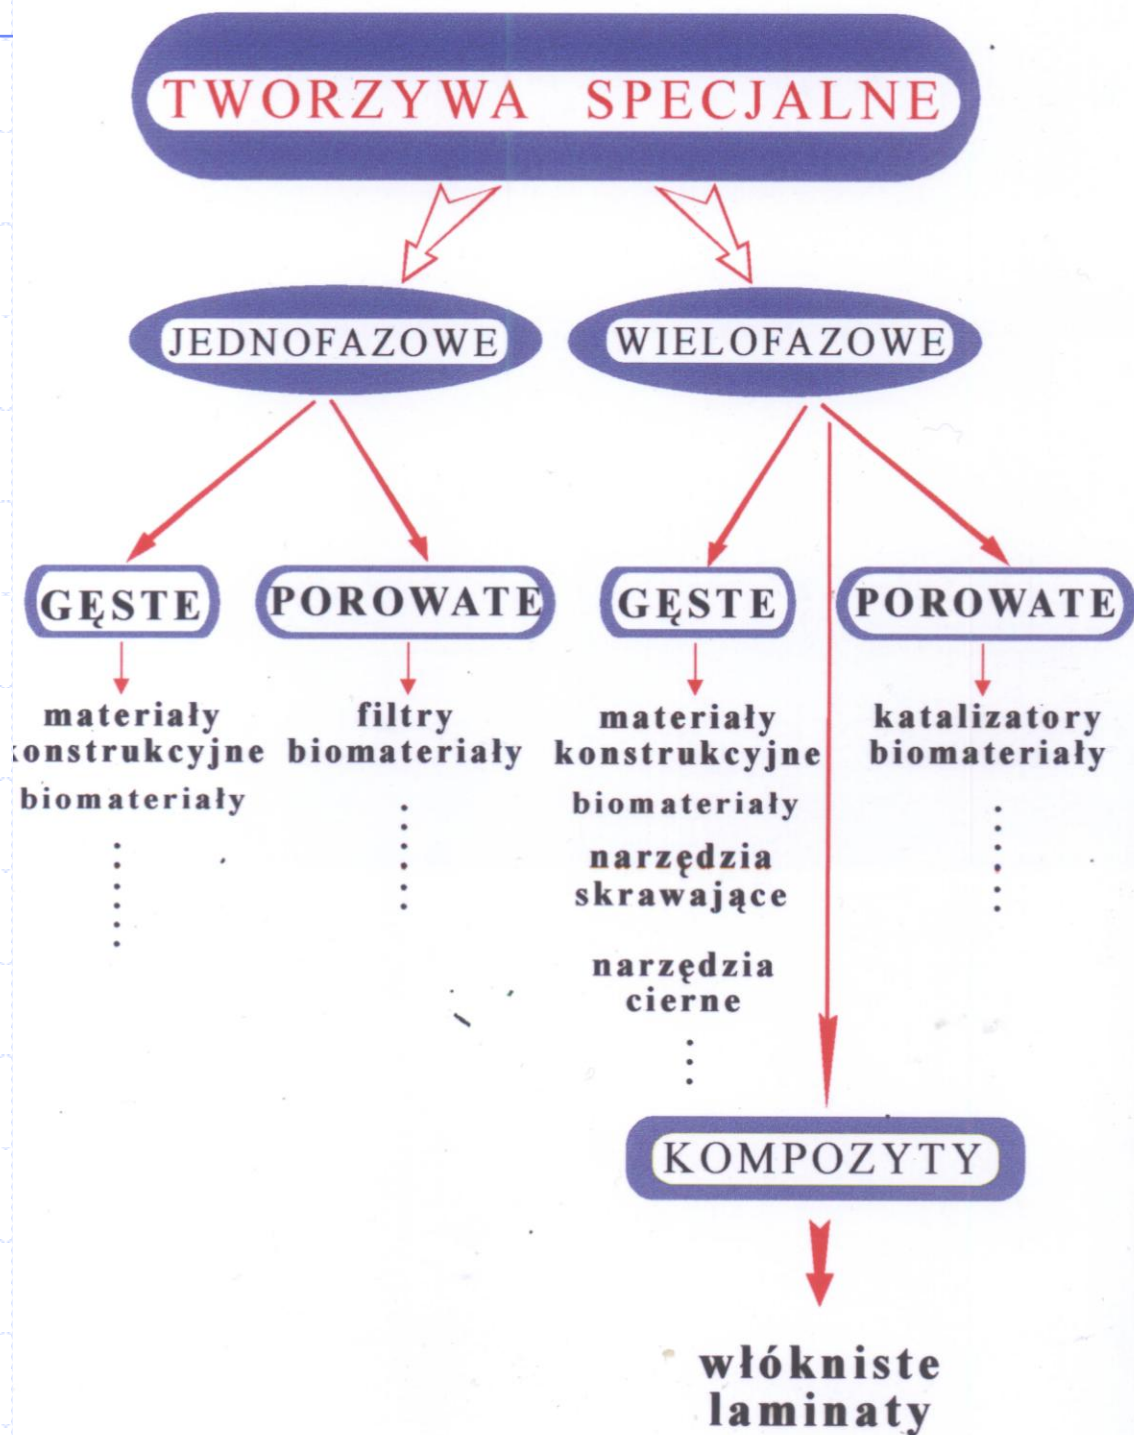 TWORZYWA SPECJALNE
JEDNOFAZOWE
WIELOFAZOWE
GĘSTE
POROWATE
GĘSTE
POROWATE
materiały
konstrukcyjne
biomateriały
filtry
biomateriały
materiały
konstrukcyjne
biomateriały
narzędzia
skrawające
narzędzia
cierne
katalizatory
biomateriały
KOMPOZYTY
włókniste
laminaty